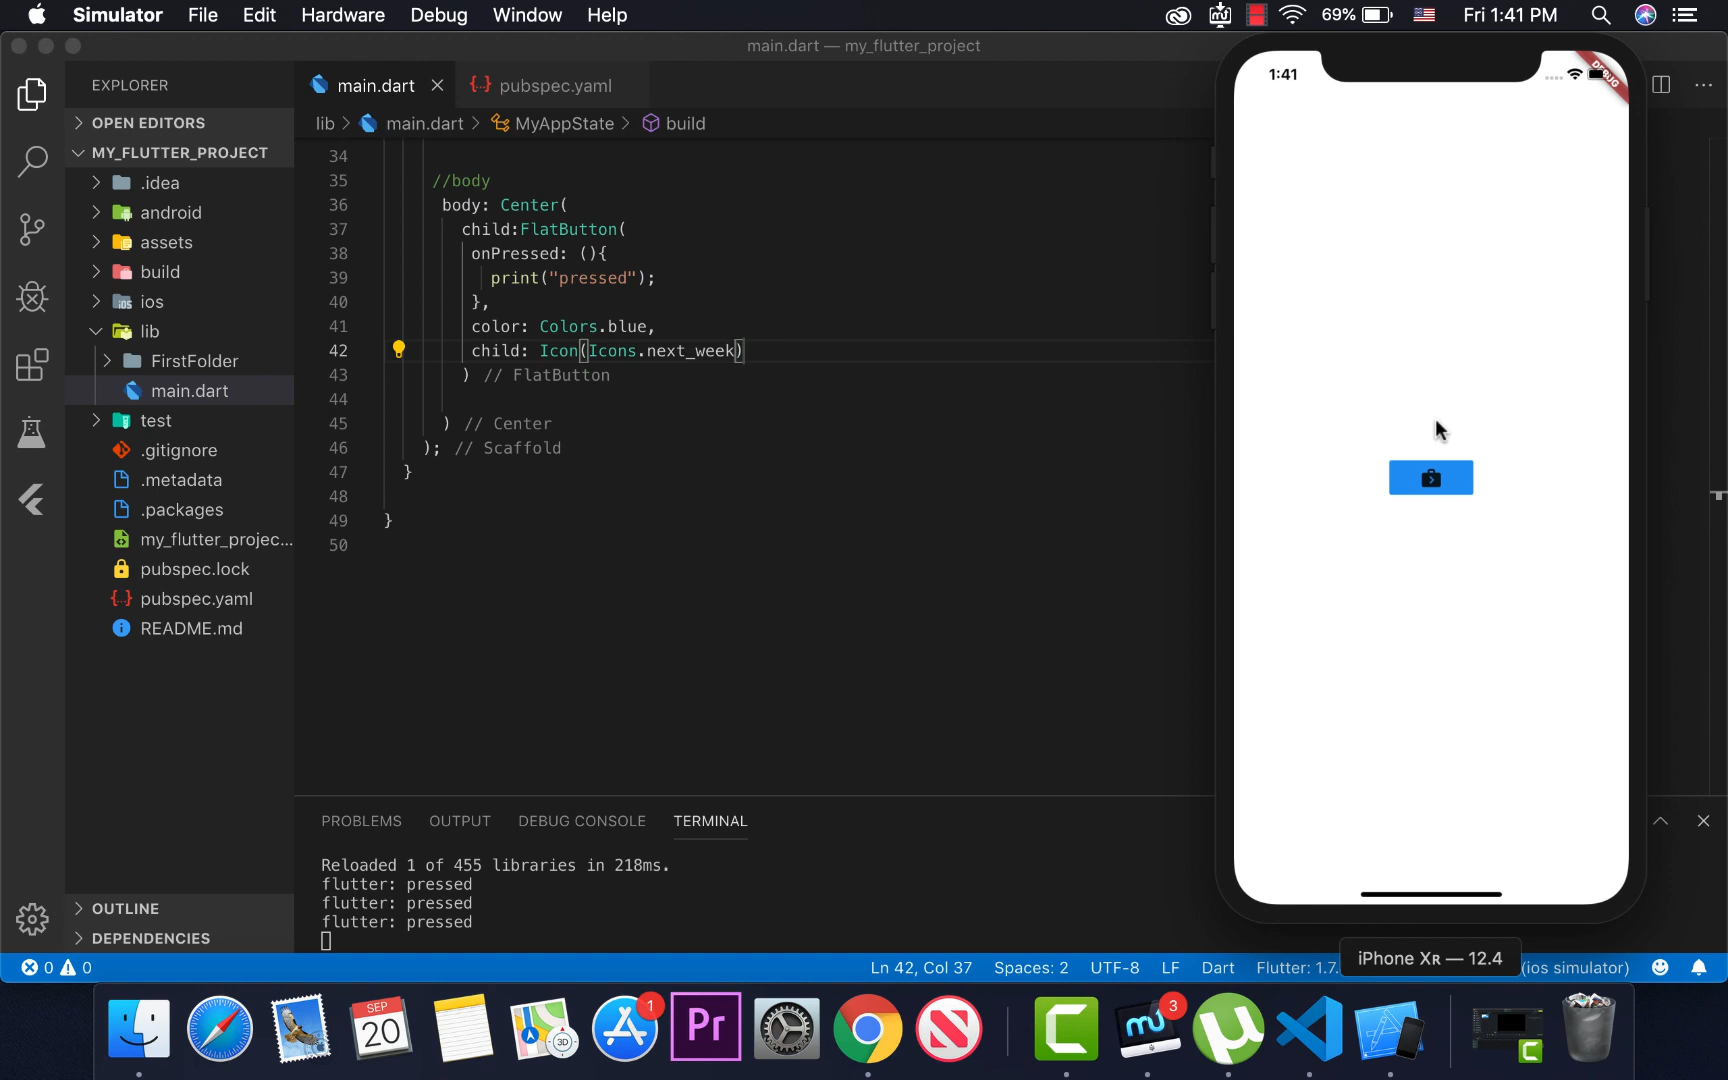 Simulator File Edit Hardware Debug Window Help 69% Fri 1:41 PM
main.dart — my_flutter_project
EXPLORER
OPEN EDITORS
MY_FLUTTER_PROJECT
.idea
android
assets
build
ios
lib
FirstFolder
main.dart
test
.gitignore
.metadata
.packages
my_flutter_projec...
pubspec.lock
pubspec.yaml
README.md
OUTLINE
DEPENDENCIES
main.dart pubspec.yaml
lib > main.dart > MyAppState > build
34
35 //body
36 body: Center(
37 child:FlatButton(
38 onPressed: (){
39 print("pressed");
40 },
41 color: Colors.blue,
42 child: Icon(Icons.next_week)
43 ) // FlatButton
44
45 ) // Center
46 ); // Scaffold
47 }
48
49 }
50
PROBLEMS OUTPUT DEBUG CONSOLE TERMINAL
Reloaded 1 of 455 libraries in 218ms.
flutter: pressed
flutter: pressed
flutter: pressed
1:41
DEBUG
iPhone XR — 12.4
0 0 Ln 42, Col 37 Spaces: 2 UTF-8 LF Dart Flutter: 1.7. (ios simulator)
SEP
20
3D
1
Pr
3